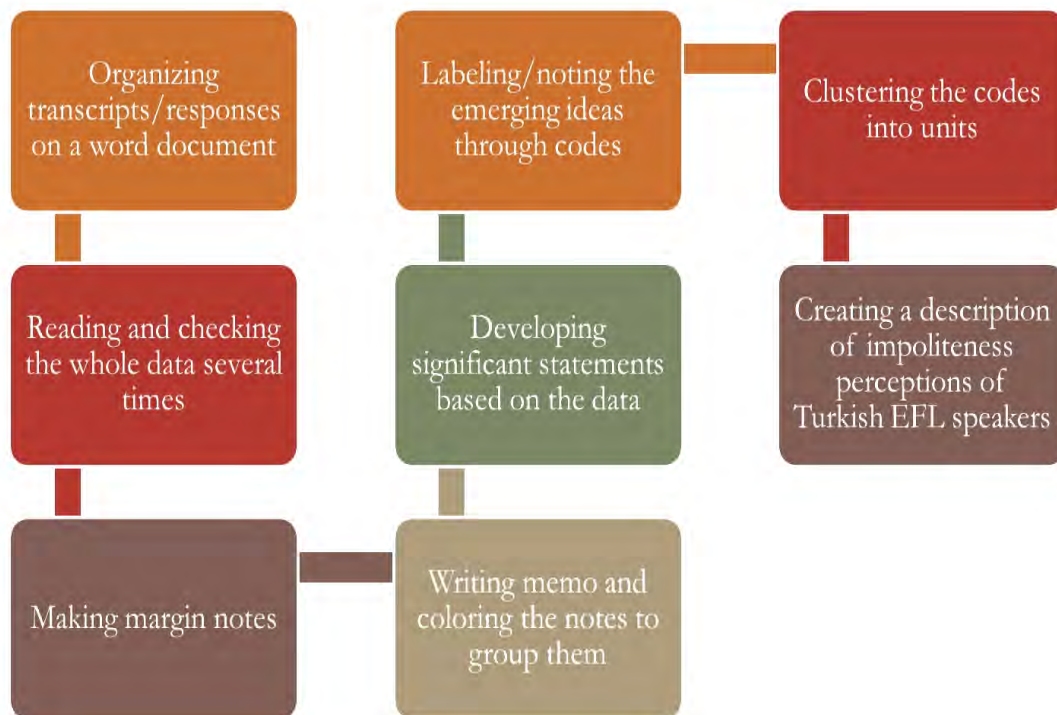 Organizing
transcripts/responses
on a word document
Reading and checking
the whole data several
times
Making margin notes
Writing memo and
coloring the notes to
group them
Developing
significant statements
based on the data
Labeling/noting the
emerging ideas
through codes
Clustering the codes
into units
Creating a description
of impoliteness
perceptions of
Turkish EFL speakers